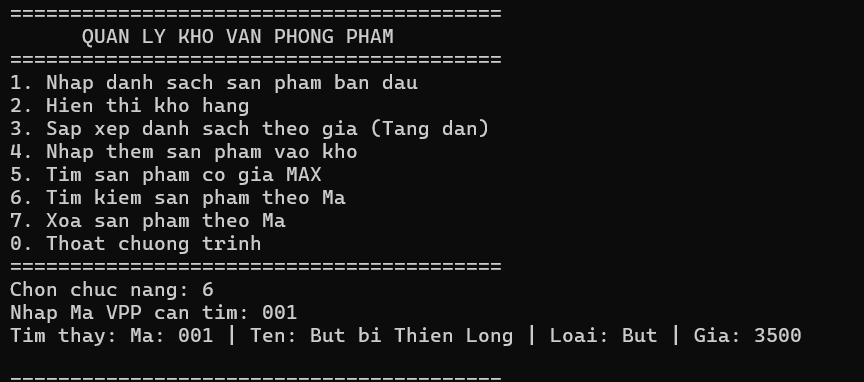 =========================================
QUAN LY KHO VAN PHONG PHAM
=========================================
1. Nhap danh sach san pham ban dau
2. Hien thi kho hang
3. Sap xep danh sach theo gia (Tang dan)
4. Nhap them san pham vao kho
5. Tim san pham co gia MAX
6. Tim kiem san pham theo Ma
7. Xoa san pham theo Ma
0. Thoat chuong trinh
=========================================
Chon chuc nang: 6
Nhap Ma VPP can tim: 001
Tim thay: Ma: 001 | Ten: But bi Thien Long | Loai: But | Gia: 3500
=========================================